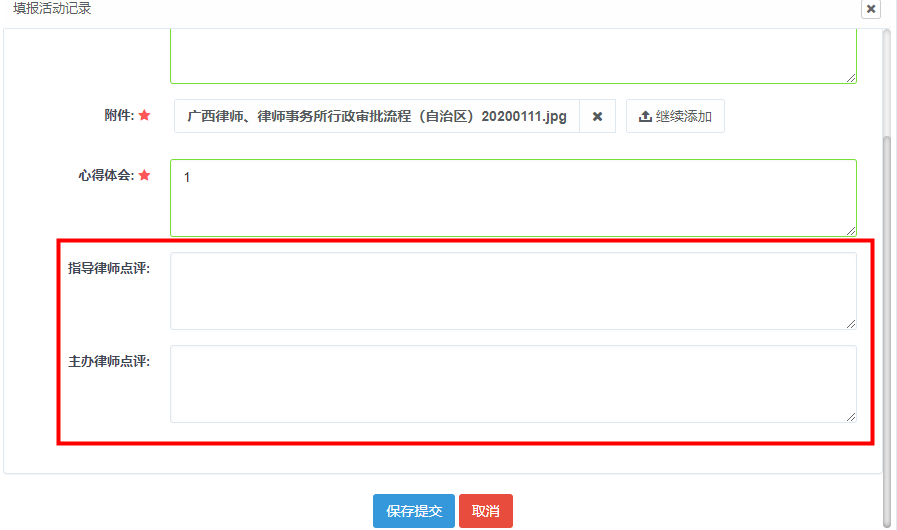 填报活动记录
附件:
广西律师、律师事务所行政审批流程（自治区）20200111.jpg
继续添加
心得体会:
1
指导律师点评:
主办律师点评:
保存提交 取消